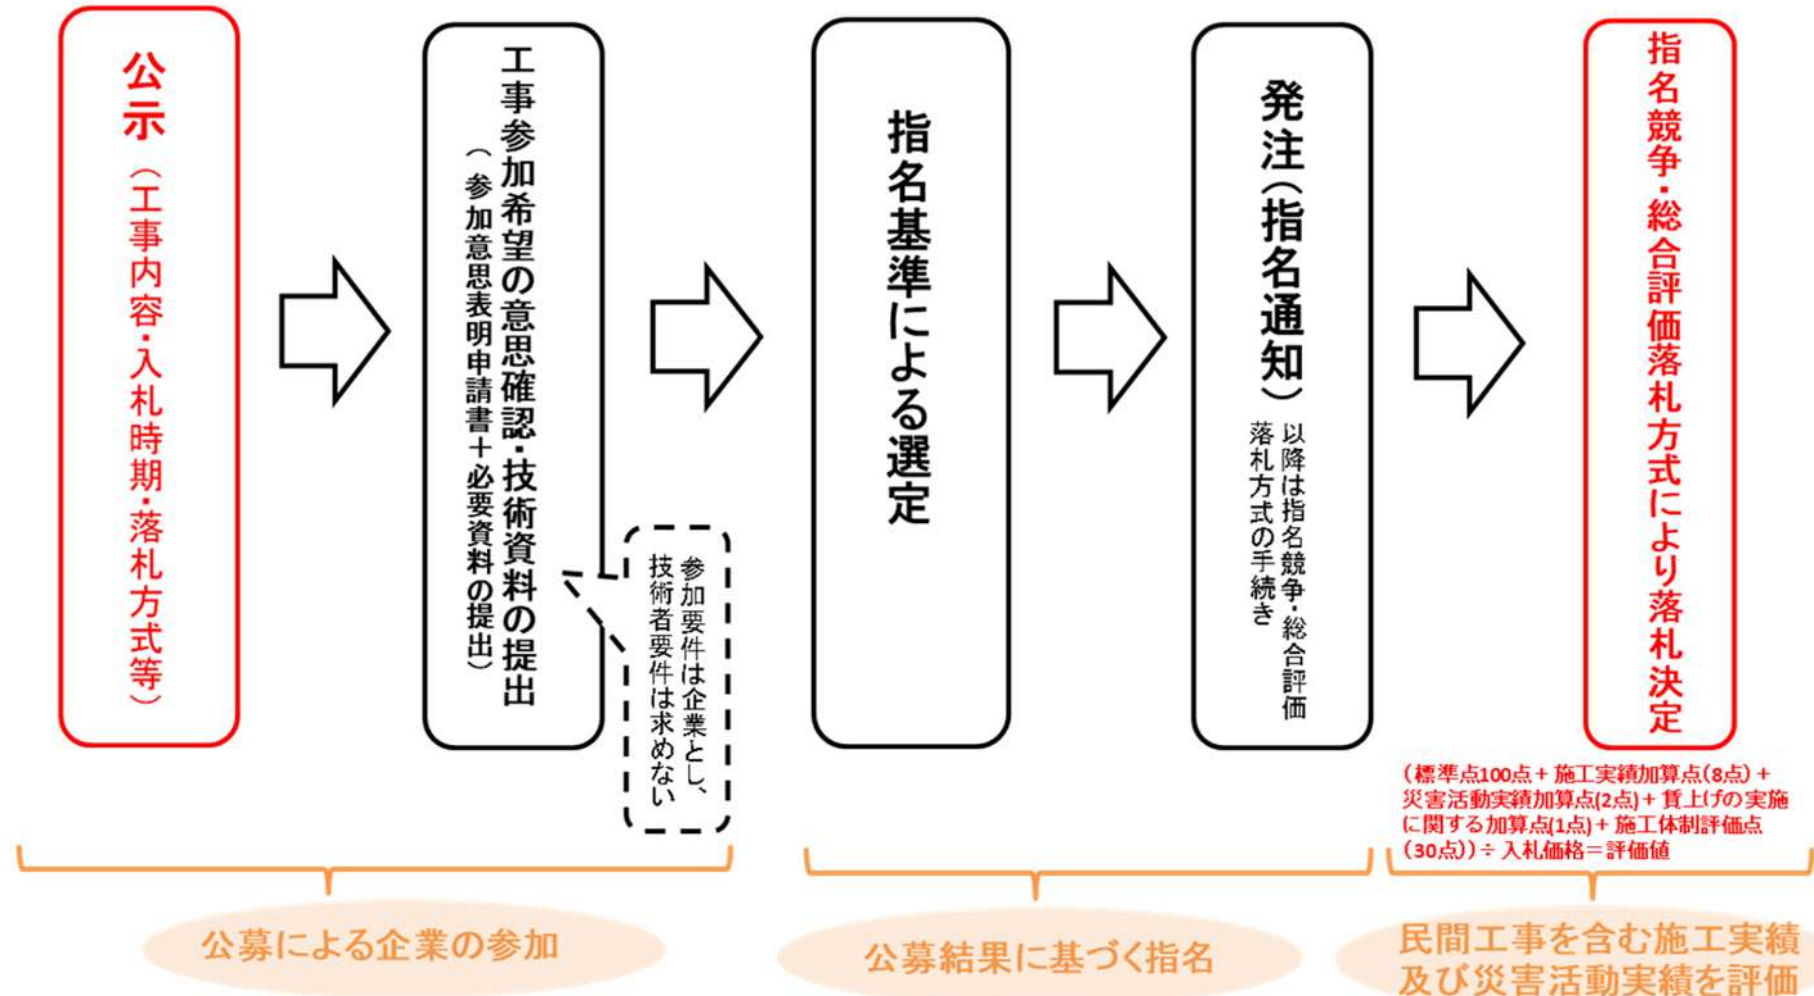 公示（工事内容・入札時期・落札方式等）
工事参加希望の意思確認・技術資料の提出
（参加意思表明申請書＋必要資料の提出）
参加要件は企業とし、
技術者要件は求めない
指名基準による選定
発注（指名通知）
以降は指名競争・総合評価
落札方式の手続き
指名競争・総合評価落札方式により落札決定
（標準点100点+施工実績加算点(8点)+
災害活動実績加算点(2点)+賃上げの実施
に関する加算点(1点)+施工体制評価点
（30点））÷入札価格＝評価値
公募による企業の参加
公募結果に基づく指名
民間工事を含む施工実績
及び災害活動実績を評価